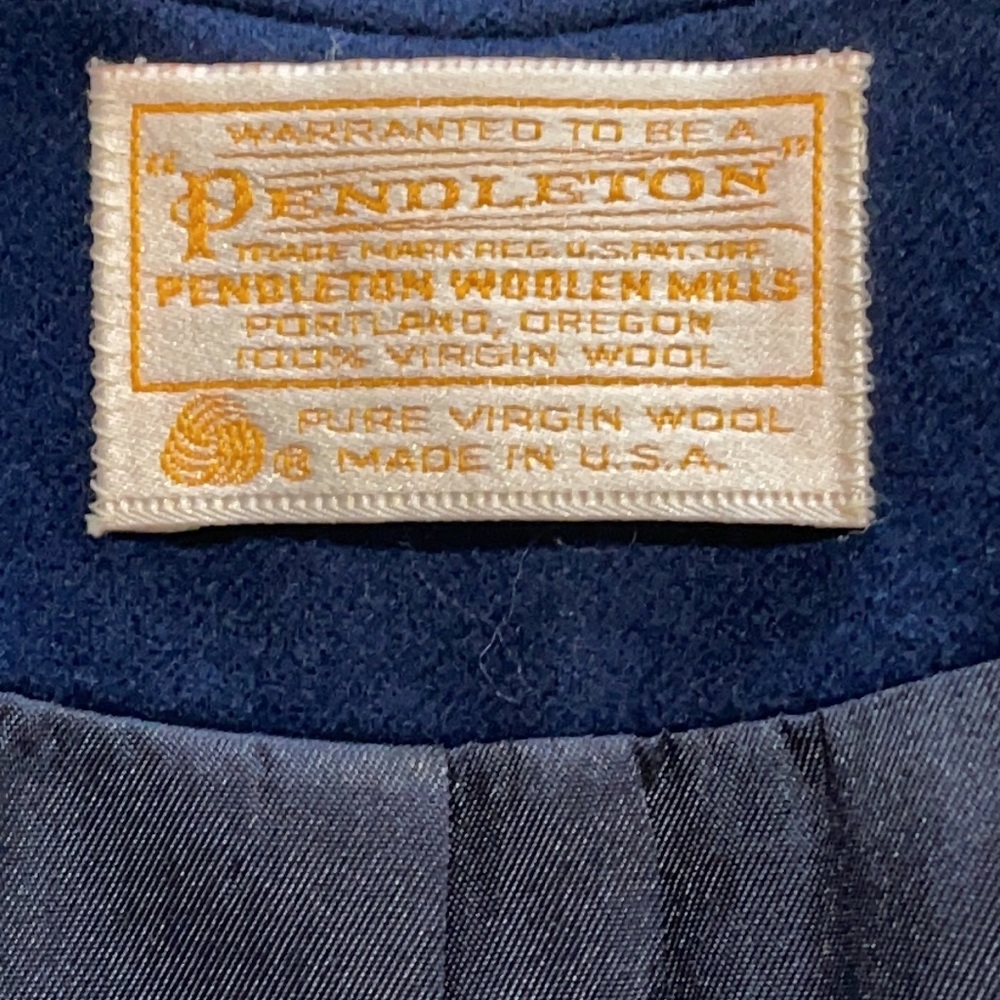 WARRANTED TO BE A
"PENDLETON"
TRADE MARK REG. U.S. PAT. OFF.
PENDLETON WOOLEN MILLS
PORTLAND, OREGON
100% VIRGIN WOOL
PURE VIRGIN WOOL
® MADE IN U.S.A.